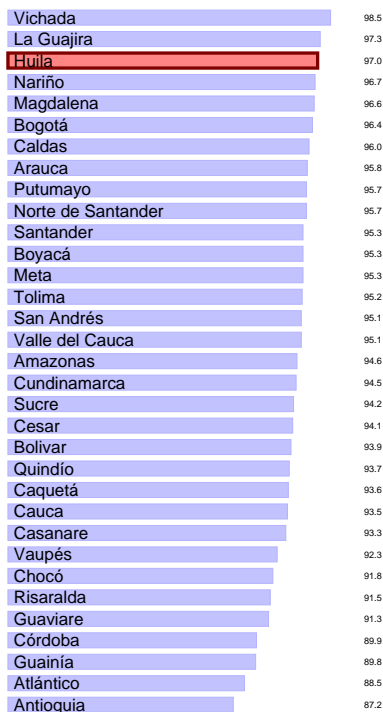 Vichada 98.5
La Guajira 97.3
Huila 97.0
Nariño 96.7
Magdalena 96.6
Bogotá 96.4
Caldas 96.0
Arauca 95.8
Putumayo 95.7
Norte de Santander 95.7
Santander 95.3
Boyacá 95.3
Meta 95.3
Tolima 95.2
San Andrés 95.1
Valle del Cauca 95.1
Amazonas 94.6
Cundinamarca 94.5
Sucre 94.2
Cesar 94.1
Bolivar 93.9
Quindío 93.7
Caquetá 93.6
Cauca 93.5
Casanare 93.3
Vaupés 92.3
Chocó 91.8
Risaralda 91.5
Guaviare 91.3
Córdoba 89.9
Guainía 89.8
Atlántico 88.5
Antioquia 87.2